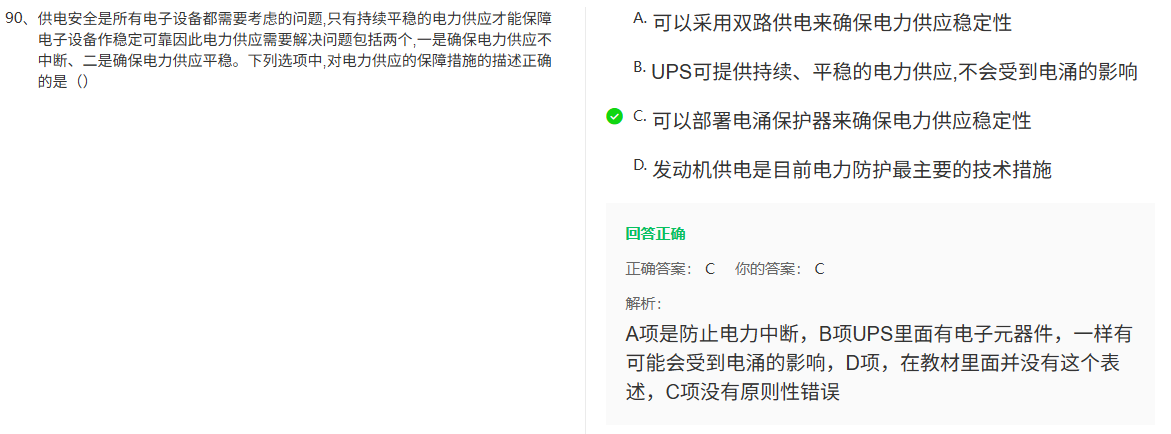 90、供电安全是所有电子设备都需要考虑的问题,只有持续平稳的电力供应才能保障
电子设备作稳定可靠因此电力供应需要解决问题包括两个,一是确保电力供应不
中断、二是确保电力供应平稳。下列选项中,对电力供应的保障措施的描述正确
的是（）
A. 可以采用双路供电来确保电力供应稳定性
B. UPS可提供持续、平稳的电力供应,不会受到电涌的影响
C. 可以部署电涌保护器来确保电力供应稳定性
D. 发动机供电是目前电力防护最主要的技术措施
回答正确
正确答案： C 你的答案： C
解析：
A项是防止电力中断，B项UPS里面有电子元器件，一样有
可能会受到电涌的影响，D项，在教材里面并没有这个表
述，C项没有原则性错误